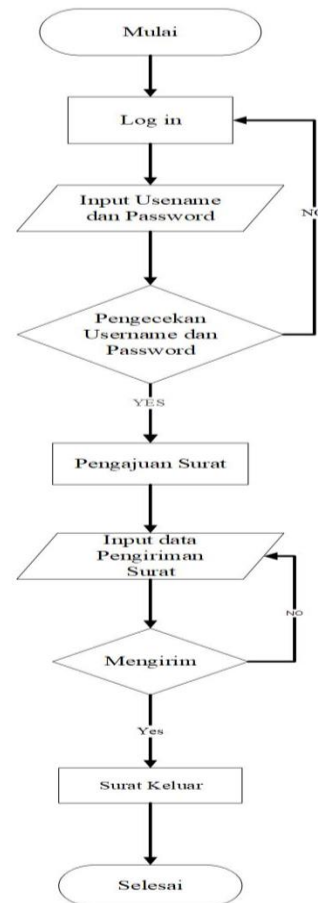 Mulai
Log in
Input Usename
dan Password
NO
Pengecekan
Username dan
Password
YES
Pengajuan Surat
Input data
Pengiriman
Surat
NO
Mengirim
Yes
Surat Keluar
Selesai